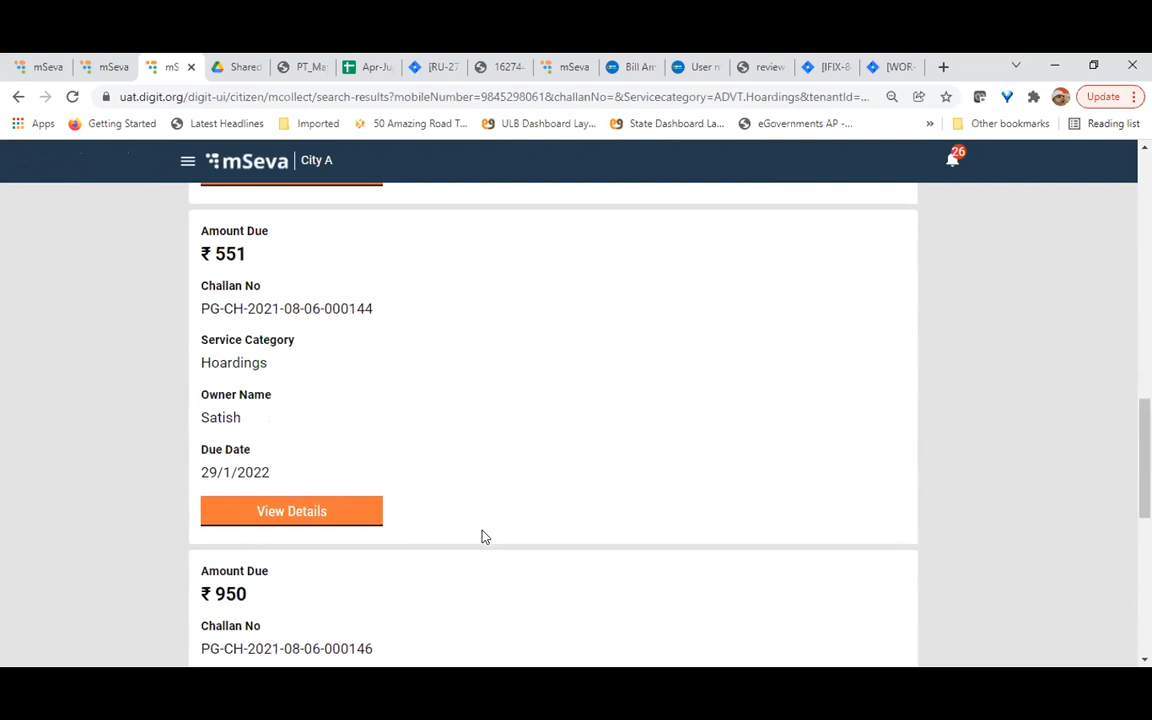 mSeva
mSeva
mS
Shared
PT_Ma
Apr-Ju
[RU-27
16274
mSeva
Bill Am
User m
review
[IFIX-8
[WOR-
uat.digit.org/digit-ui/citizen/mcollect/search-results?mobileNumber=9845298061&challanNo=&Servicecategory=ADVT.Hoardings&tenantId=...
Update
Apps
Getting Started
Latest Headlines
Imported
50 Amazing Road T...
ULB Dashboard Lay...
State Dashboard La...
eGovernments AP -...
»
Other bookmarks
Reading list
mSeva | City A
26
Amount Due
₹ 551
Challan No
PG-CH-2021-08-06-000144
Service Category
Hoardings
Owner Name
Satish
Due Date
29/1/2022
View Details
Amount Due
₹ 950
Challan No
PG-CH-2021-08-06-000146